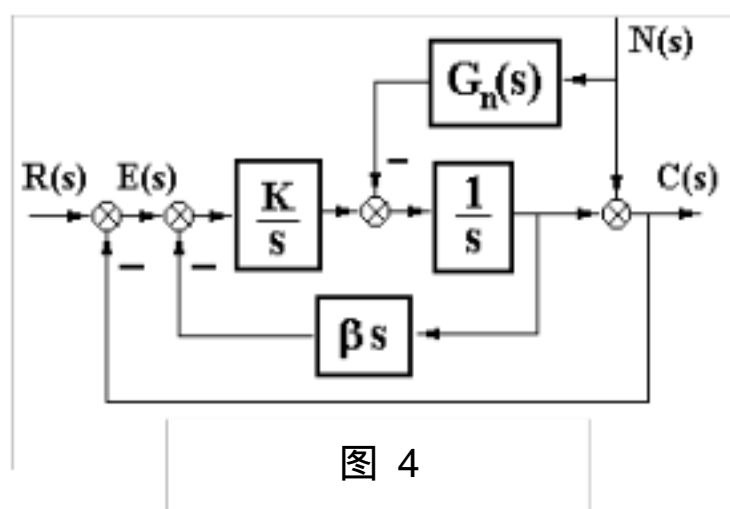 N(s)
Gn(s)
−
R(s) E(s) K/s 1/s C(s)
− −
βs
图 4